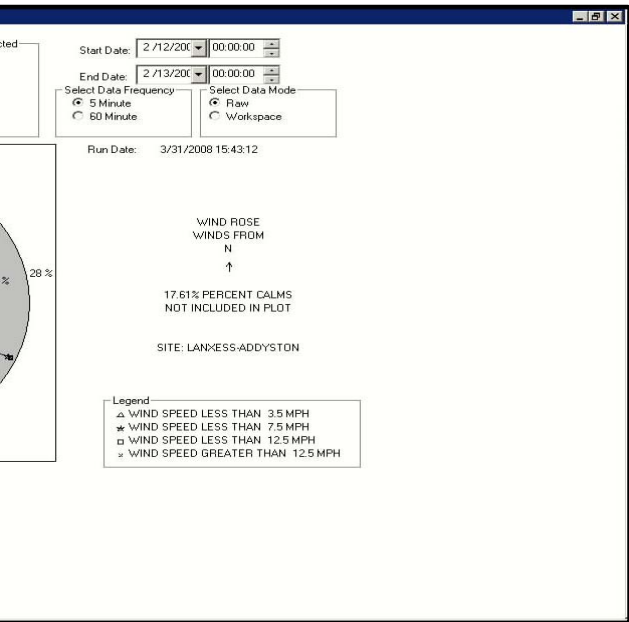 Start Date: 2 /12/200 00:00:00
End Date: 2 /13/200 00:00:00
Select Data Frequency
5 Minute
60 Minute
Select Data Mode
Raw
Workspace
Run Date: 3/31/2008 15:43:12
WIND ROSE
WINDS FROM
N
28 %
%
17.61% PERCENT CALMS
NOT INCLUDED IN PLOT
SITE: LANXESS-ADDYSTON
Legend
WIND SPEED LESS THAN 3.5 MPH
WIND SPEED LESS THAN 7.5 MPH
WIND SPEED LESS THAN 12.5 MPH
WIND SPEED GREATER THAN 12.5 MPH